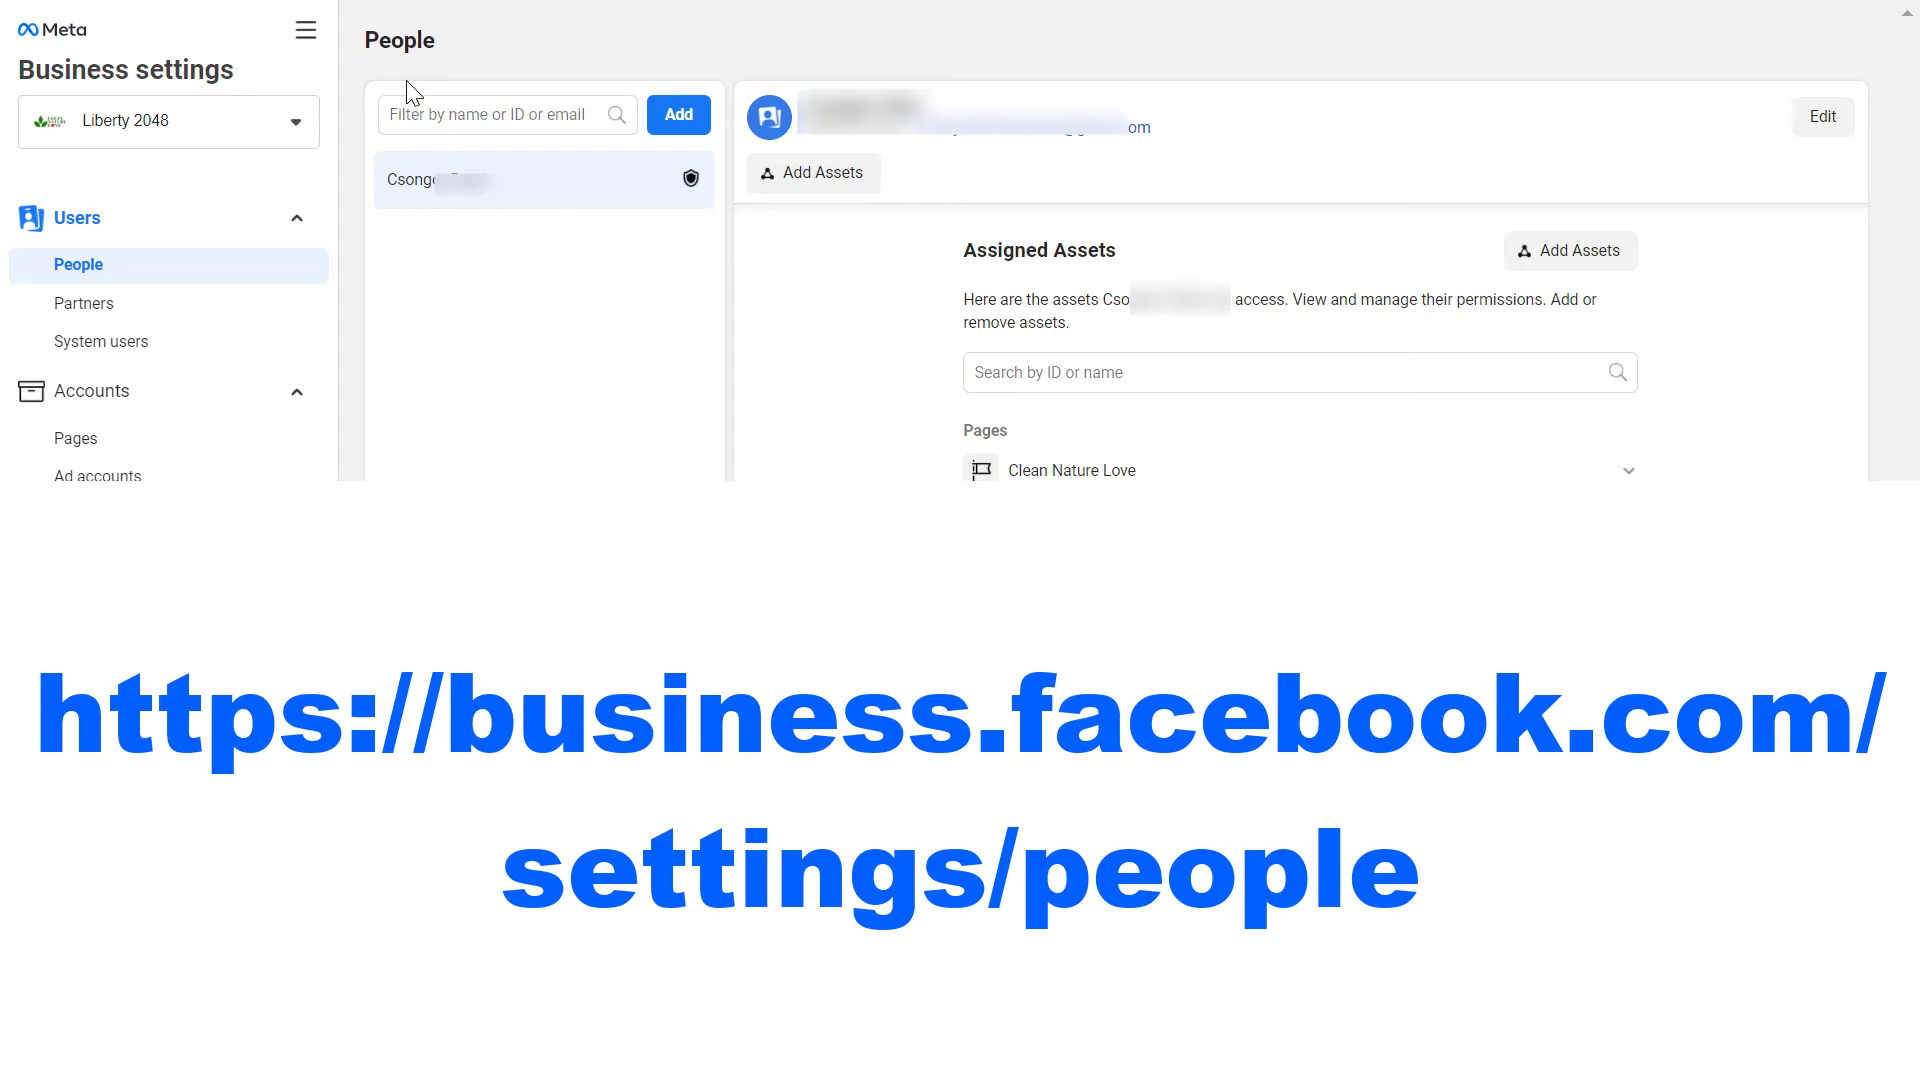 Meta
Business settings
Liberty 2048
Users
People
Partners
System users
Accounts
Pages
Ad accounts
People
Filter by name or ID or email
Add
om
Edit
Add Assets
Assigned Assets
Add Assets
Here are the assets Cso access. View and manage their permissions. Add or
remove assets.
Search by ID or name
Pages
Clean Nature Love
https://business.facebook.com/
settings/people